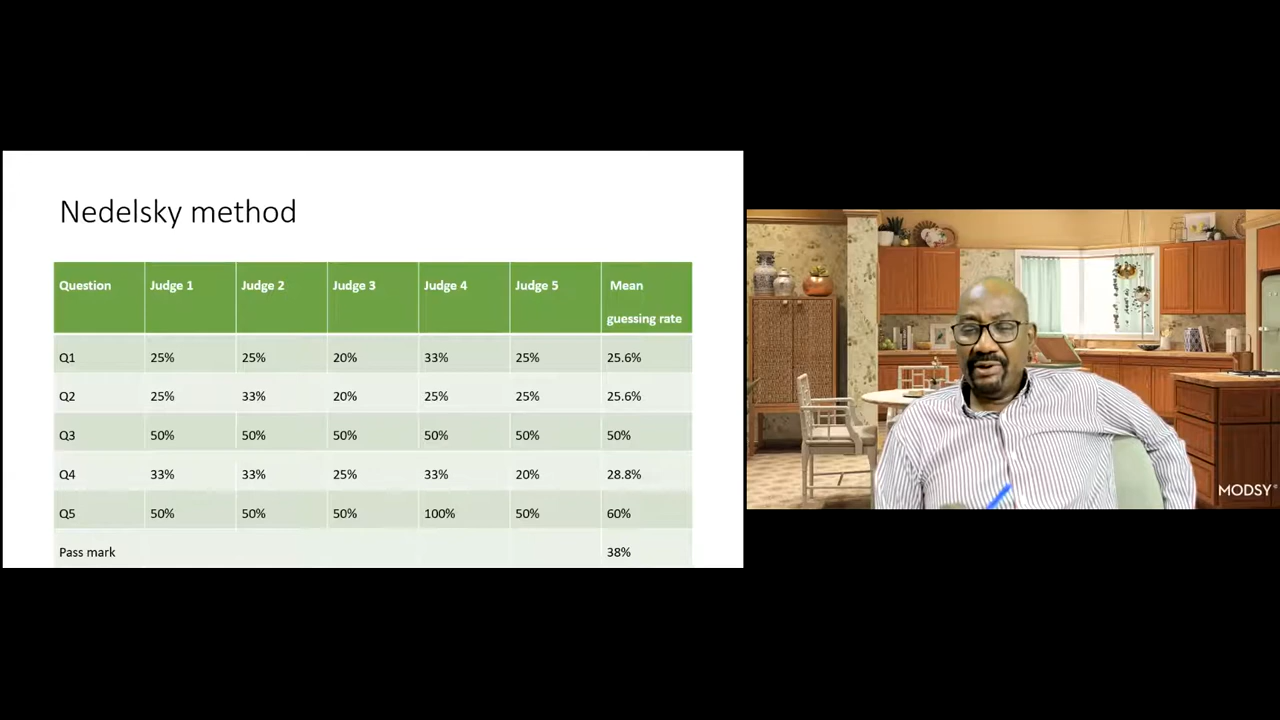 Nedelsky method
Question Judge 1 Judge 2 Judge 3 Judge 4 Judge 5 Mean guessing rate
Q1 25% 25% 20% 33% 25% 25.6%
Q2 25% 33% 20% 25% 25% 25.6%
Q3 50% 50% 50% 50% 50% 50%
Q4 33% 33% 25% 33% 20% 28.8%
Q5 50% 50% 50% 100% 50% 60%
Pass mark 38%
MODSY